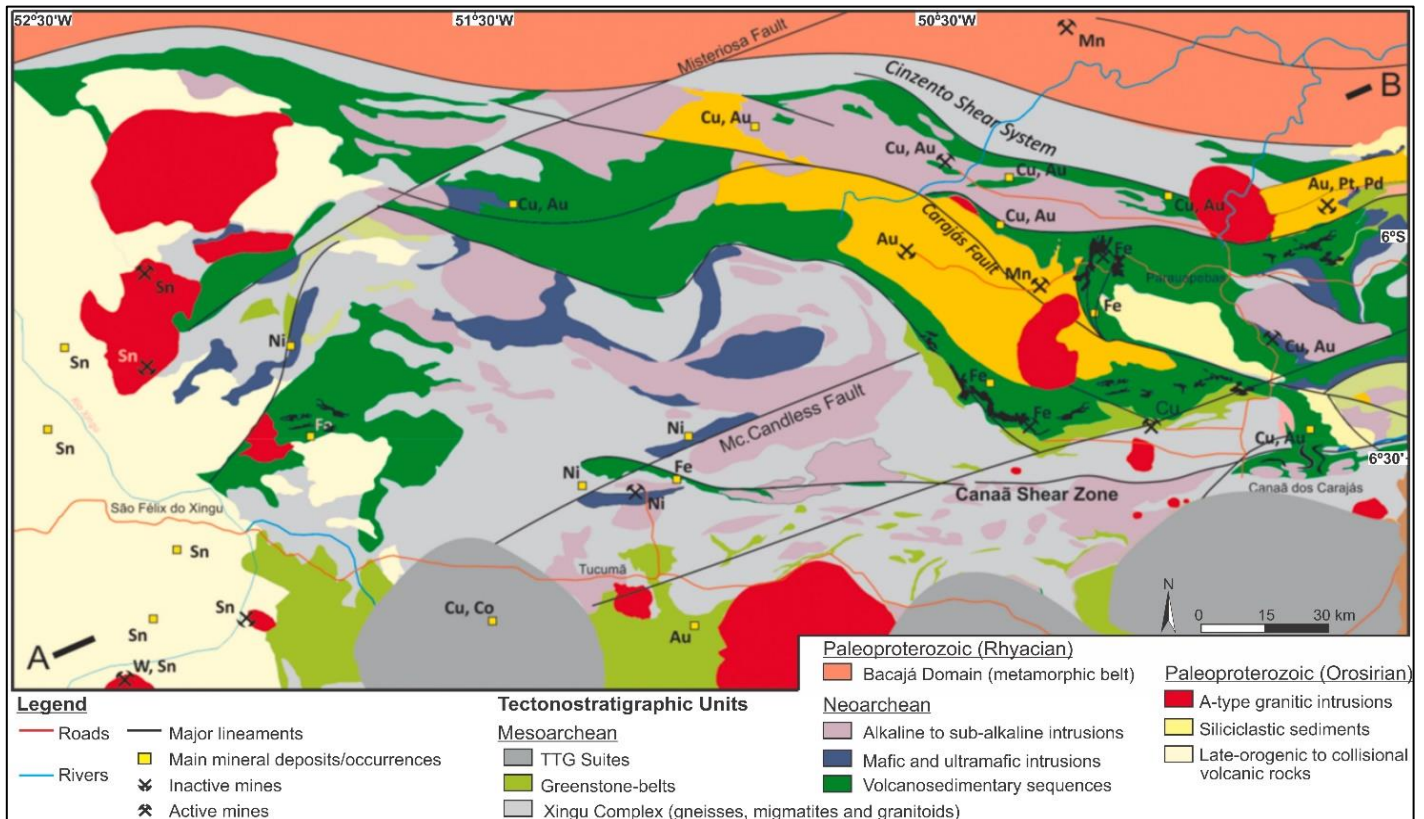 52°30'W
51°30'W
50°30'W
Misteriosa Fault
Mn
B
Cinzento Shear System
Cu, Au
Cu, Au
Cu, Au
Au, Pt, Pd
Cu, Au
Cu, Au
Cu, Au
6°S
Au
Carajás Fault
Fe
Mn
Parauapebas
Sn
Fe
Ni
Cu, Au
Sn
Sn
Fe
Mc.Candless Fault
Fe
Cu
Fe
Ni
Cu, Au
Sn
6°30'
Ni
Fe
Ni
Canaã Shear Zone
Canaã dos Carajás
São Félix do Xingu
Sn
Tucumã
N
Sn
Cu, Co
0 15 30 km
Sn
Au
A
W, Sn
Legend
Roads
Rivers
Major lineaments
Main mineral deposits/occurrences
Inactive mines
Active mines
Tectonostratigraphic Units
Mesoarchean
TTG Suites
Greenstone-belts
Xingu Complex (gneisses, migmatites and granitoids)
Paleoproterozoic (Rhyacian)
Bacajá Domain (metamorphic belt)
Neoarchean
Alkaline to sub-alkaline intrusions
Mafic and ultramafic intrusions
Volcanosedimentary sequences
Paleoproterozoic (Orosirian)
A-type granitic intrusions
Siliciclastic sediments
Late-orogenic to collisional
volcanic rocks